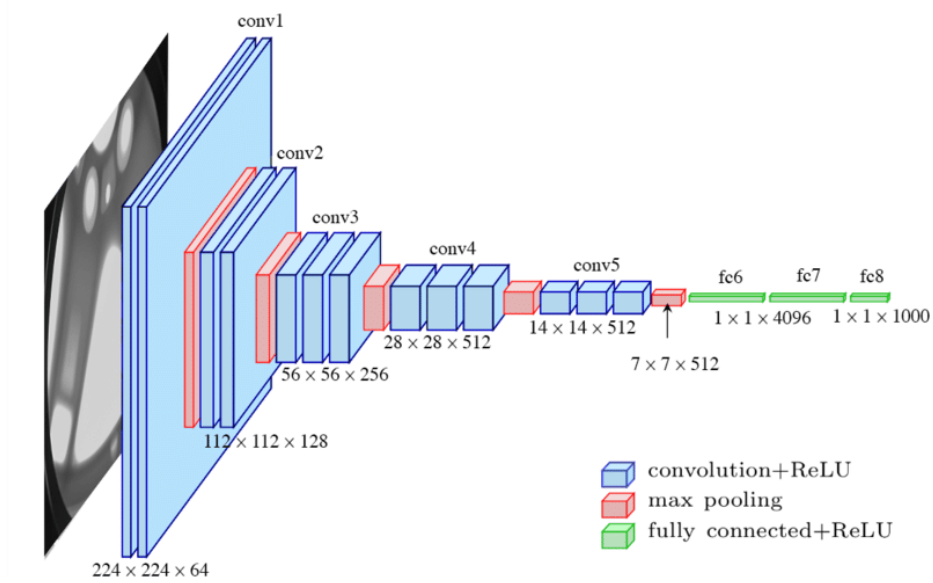 conv1
conv2
conv3
conv4
conv5
fc6
fc7
fc8
1 × 1 × 4096
1 × 1 × 1000
14 × 14 × 512
28 × 28 × 512
7 × 7 × 512
56 × 56 × 256
112 × 112 × 128
224 × 224 × 64
convolution+ReLU
max pooling
fully connected+ReLU